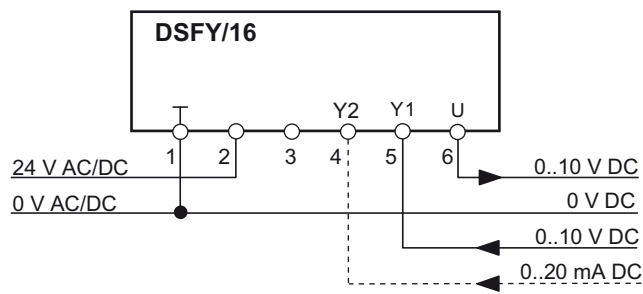 DSFY/16
Y2 Y1 U
1 2 3 4 5 6
24 V AC/DC
0..10 V DC
0 V AC/DC
0 V DC
0..10 V DC
0..20 mA DC